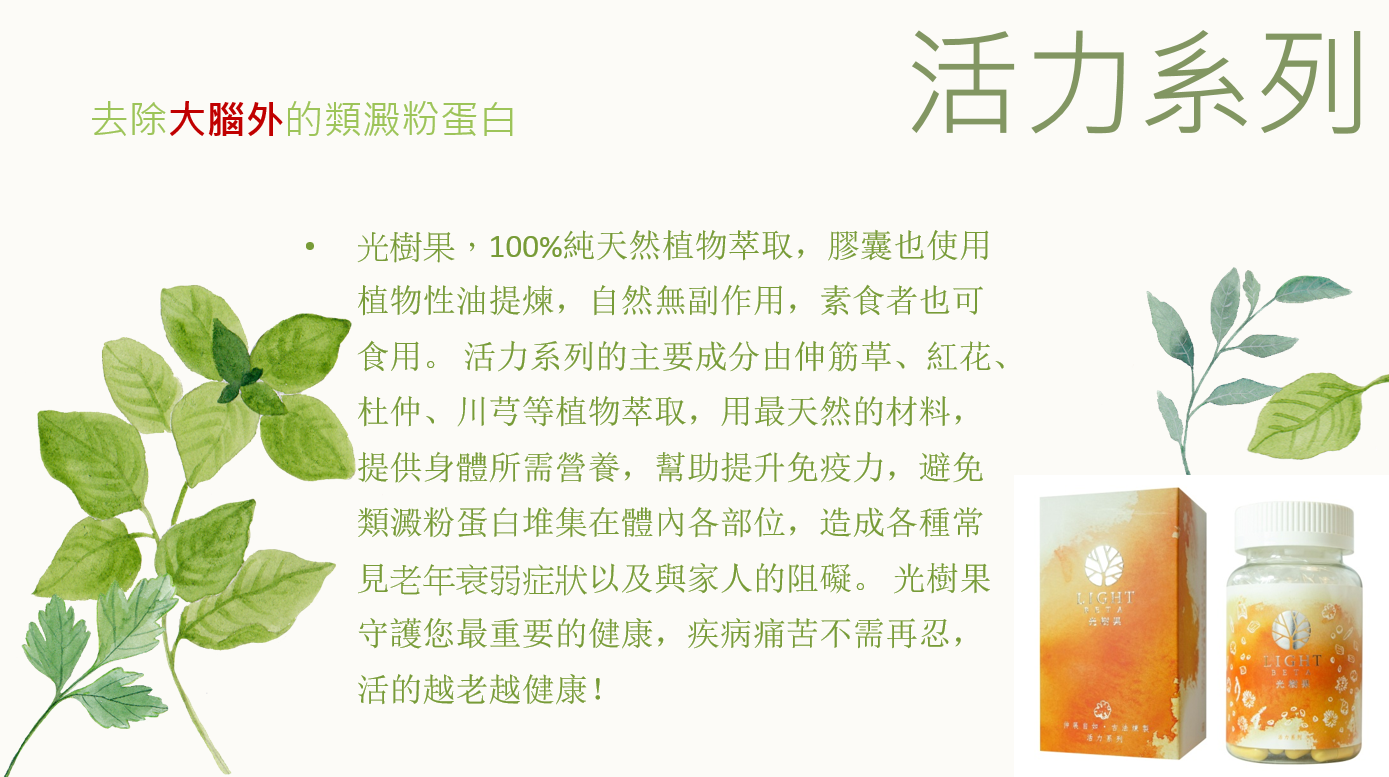 活力系列
去除大腦外的類澱粉蛋白
• 光樹果，100%純天然植物萃取，膠囊也使用
植物性油提煉，自然無副作用，素食者也可
食用。 活力系列的主要成分由伸筋草、紅花、
杜仲、川芎等植物萃取，用最天然的材料，
提供身體所需營養，幫助提升免疫力，避免
類澱粉蛋白堆集在體內各部位，造成各種常
見老年衰弱症狀以及與家人的阻礙。 光樹果
守護您最重要的健康，疾病痛苦不需再忍，
活的越老越健康！
LIGHT
BETA
光樹果
活力系列
LIGHT
BETA
光樹果